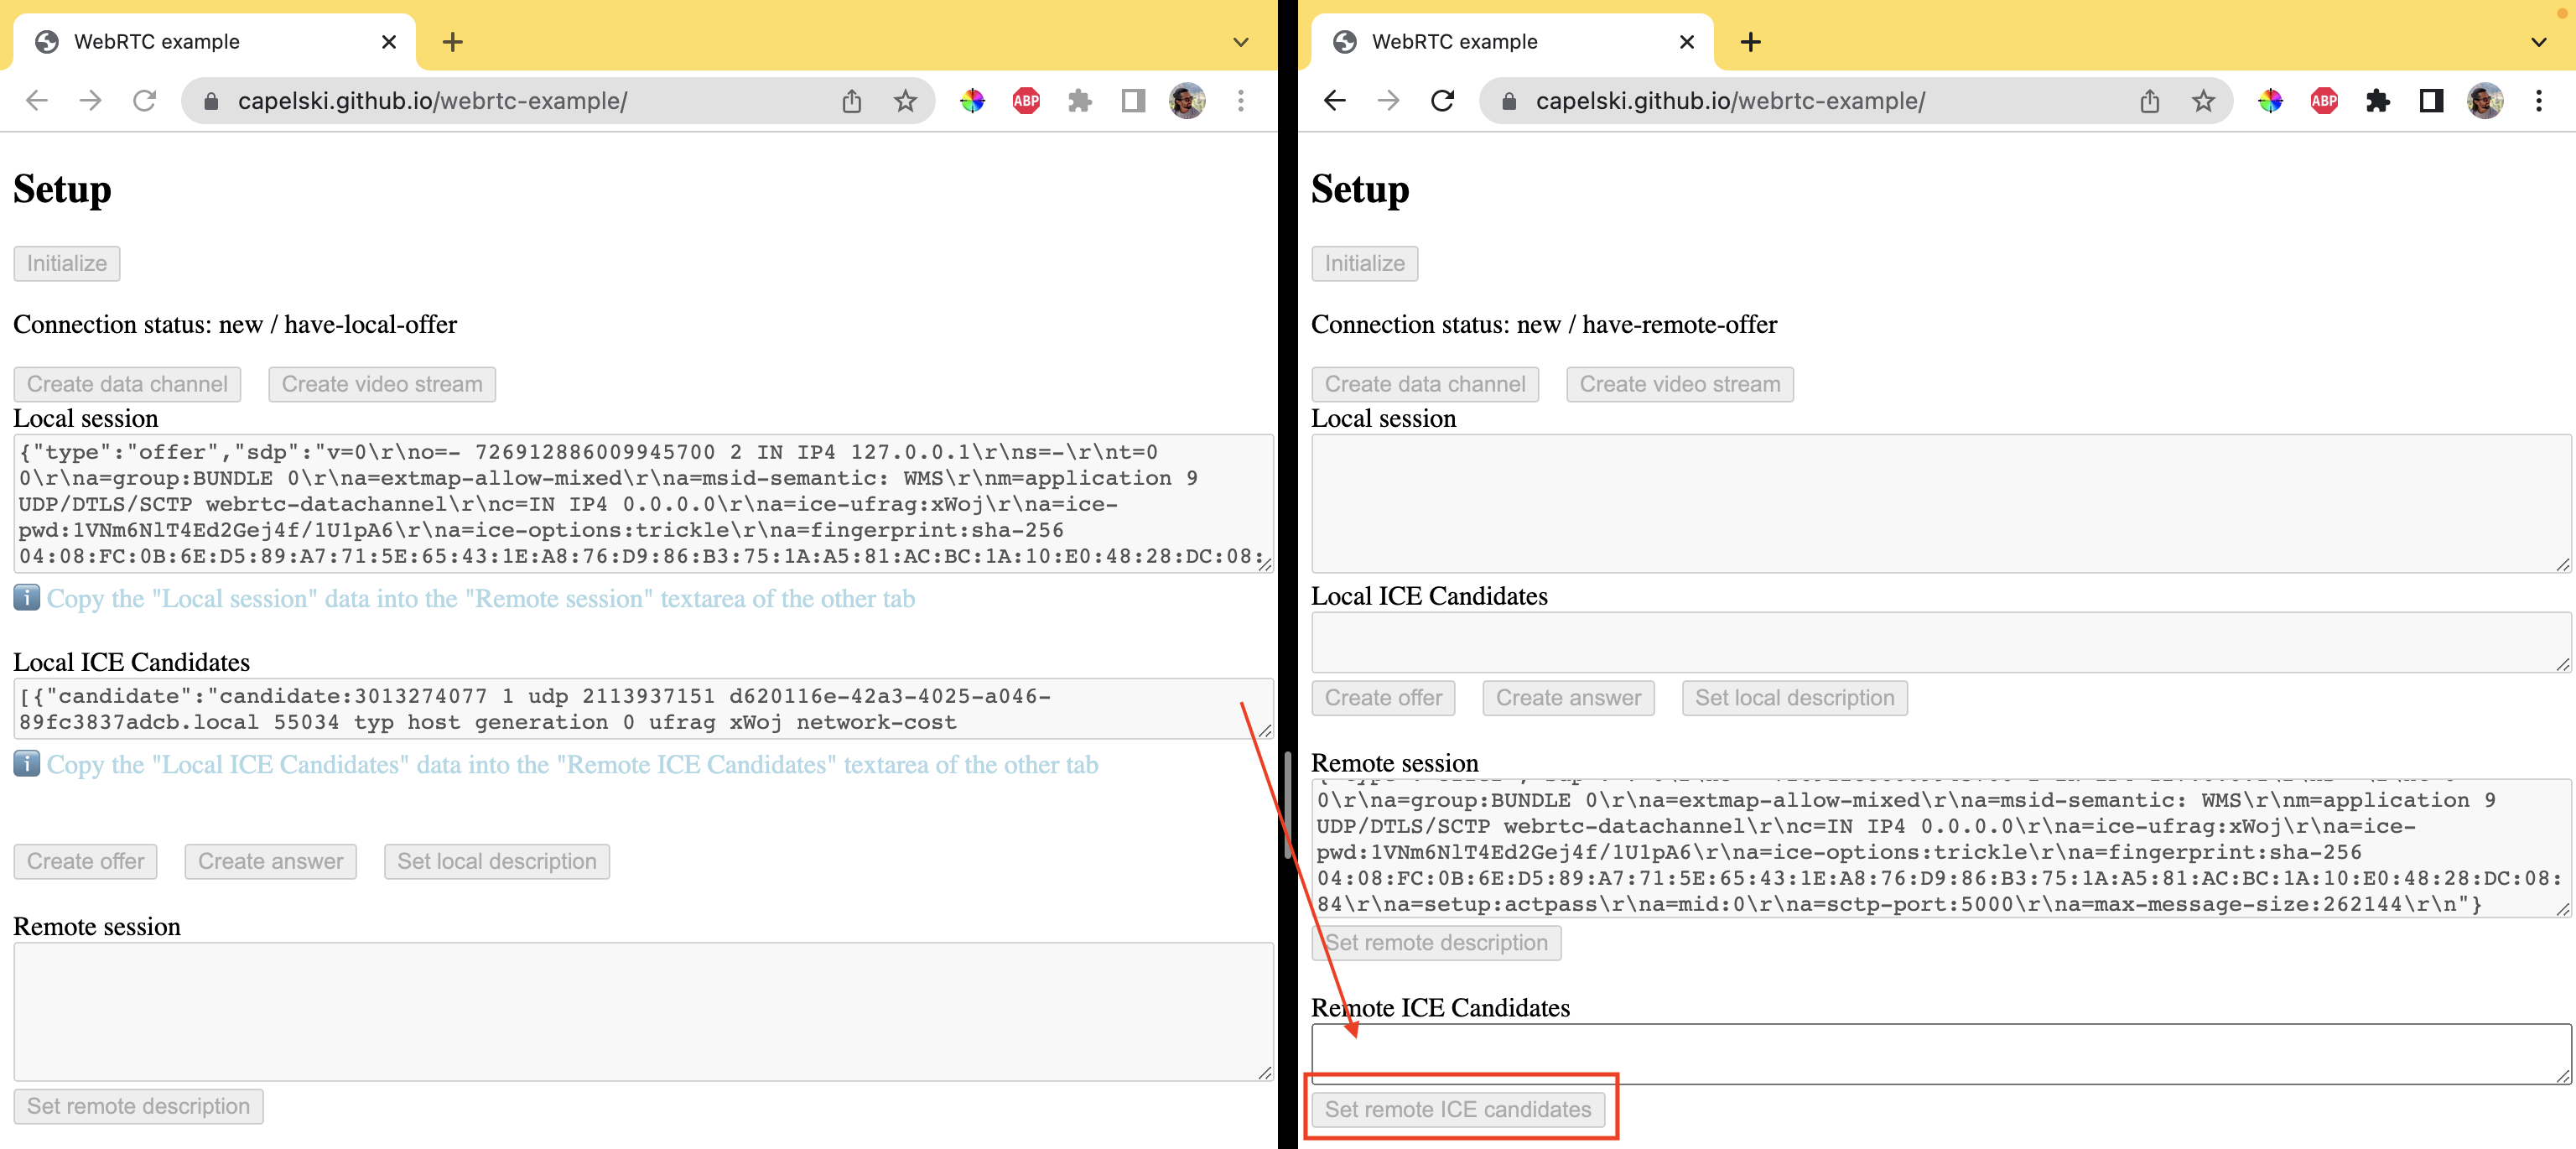 WebRTC example
capelski.github.io/webrtc-example/
ABP
Setup
Initialize
Connection status: new / have-local-offer
Create data channel
Create video stream
Local session
{"type":"offer","sdp":"v=0\r\no=- 726912886009945700 2 IN IP4 127.0.0.1\r\ns=-\r\nt=0
0\r\na=group:BUNDLE 0\r\na=extmap-allow-mixed\r\na=msid-semantic: WMS\r\nm=application 9
UDP/DTLS/SCTP webrtc-datachannel\r\nc=IN IP4 0.0.0.0\r\na=ice-ufrag:xWoj\r\na=ice-
pwd:1VNm6NlT4Ed2Gej4f/1U1pA6\r\na=ice-options:trickle\r\na=fingerprint:sha-256
04:08:FC:0B:6E:D5:89:A7:71:5E:65:43:1E:A8:76:D9:86:B3:75:1A:A5:81:AC:BC:1A:10:E0:48:28:DC:08:
Copy the "Local session" data into the "Remote session" textarea of the other tab
Local ICE Candidates
[{"candidate":"candidate:3013274077 1 udp 2113937151 d620116e-42a3-4025-a046-
89fc3837adcb.local 55034 typ host generation 0 ufrag xWoj network-cost
Copy the "Local ICE Candidates" data into the "Remote ICE Candidates" textarea of the other tab
Create offer
Create answer
Set local description
Remote session
Set remote description
WebRTC example
capelski.github.io/webrtc-example/
ABP
Setup
Initialize
Connection status: new / have-remote-offer
Create data channel
Create video stream
Local session
Local ICE Candidates
Create offer
Create answer
Set local description
Remote session
0\r\na=group:BUNDLE 0\r\na=extmap-allow-mixed\r\na=msid-semantic: WMS\r\nm=application 9
UDP/DTLS/SCTP webrtc-datachannel\r\nc=IN IP4 0.0.0.0\r\na=ice-ufrag:xWoj\r\na=ice-
pwd:1VNm6NlT4Ed2Gej4f/1U1pA6\r\na=ice-options:trickle\r\na=fingerprint:sha-256
04:08:FC:0B:6E:D5:89:A7:71:5E:65:43:1E:A8:76:D9:86:B3:75:1A:A5:81:AC:BC:1A:10:E0:48:28:DC:08:
84\r\na=setup:actpass\r\na=mid:0\r\na=sctp-port:5000\r\na=max-message-size:262144\r\n"}
Set remote description
Remote ICE Candidates
Set remote ICE candidates